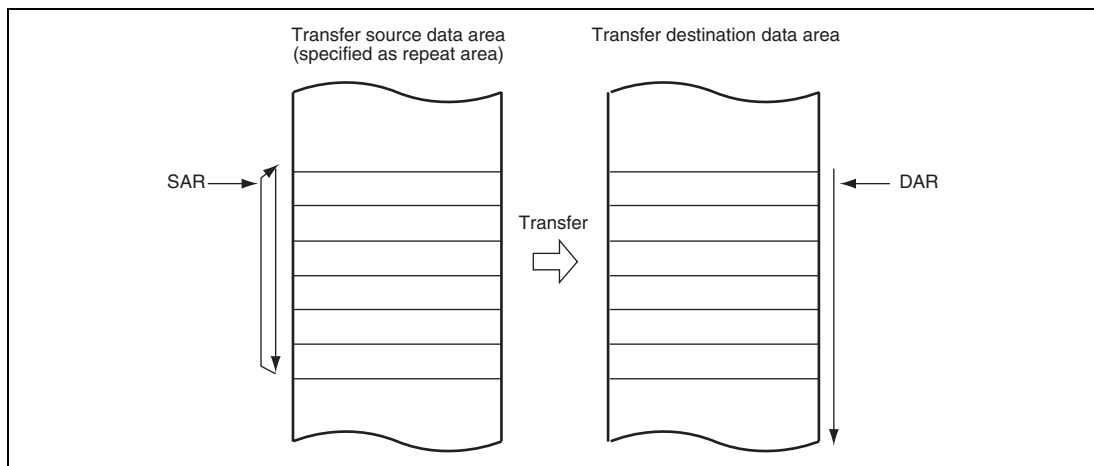 Transfer source data area
(specified as repeat area)
Transfer destination data area
SAR
Transfer
DAR